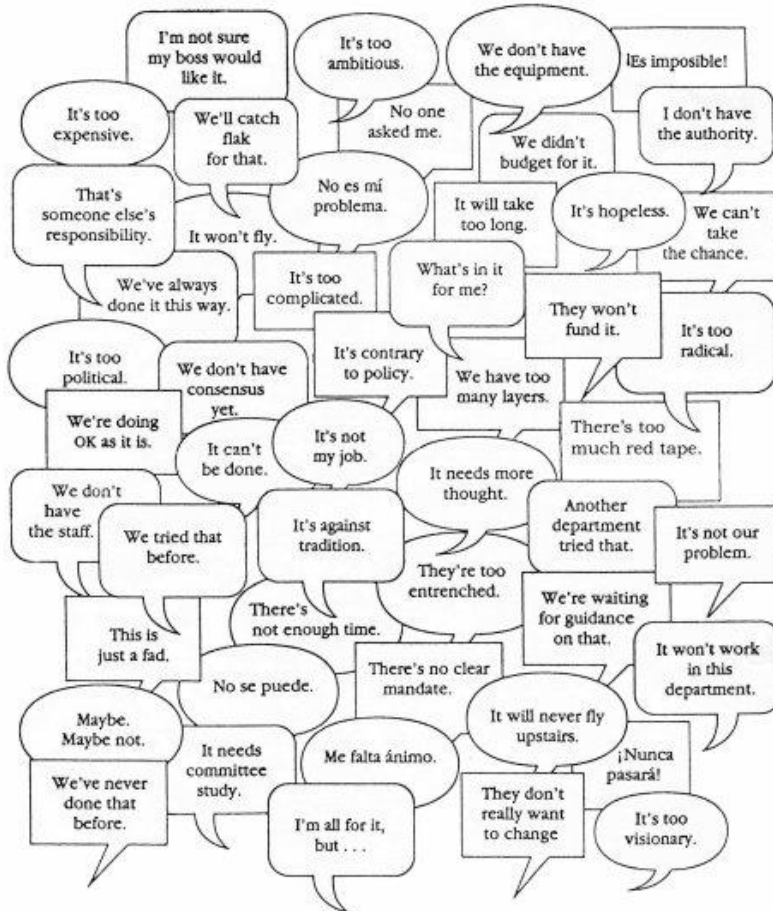 I'm not sure
my boss would
like it.
It's too
ambitious.
We don't have
the equipment.
¡Es imposible!
It's too
expensive.
We'll catch
flak
for that.
No one
asked me.
We didn't
budget for it.
I don't have
the authority.
That's
someone else's
responsibility.
It won't fly.
No es mí
problema.
It will take
too long.
It's hopeless.
We can't
take
the chance.
We've always
done it this way.
It's too
complicated.
What's in it
for me?
They won't
fund it.
It's too
radical.
It's too
political.
We don't have
consensus
yet.
It's contrary
to policy.
We have too
many layers.
There's too
much red tape.
We're doing
OK as it is.
It can't
be done.
It's not
my job.
It needs more
thought.
We don't
have
the staff.
We tried that
before.
It's against
tradition.
Another
department
tried that.
It's not our
problem.
They're too
entrenched.
This is
just a fad.
There's
not enough time.
We're waiting
for guidance
on that.
It won't work
in this
department.
No se puede.
There's no clear
mandate.
Maybe.
Maybe not.
It will never fly
upstairs.
We've never
done that
before.
It needs
committee
study.
Me falta ánimo.
¡Nunca
pasará!
I'm all for it,
but . . .
They don't
really want
to change
It's too
visionary.